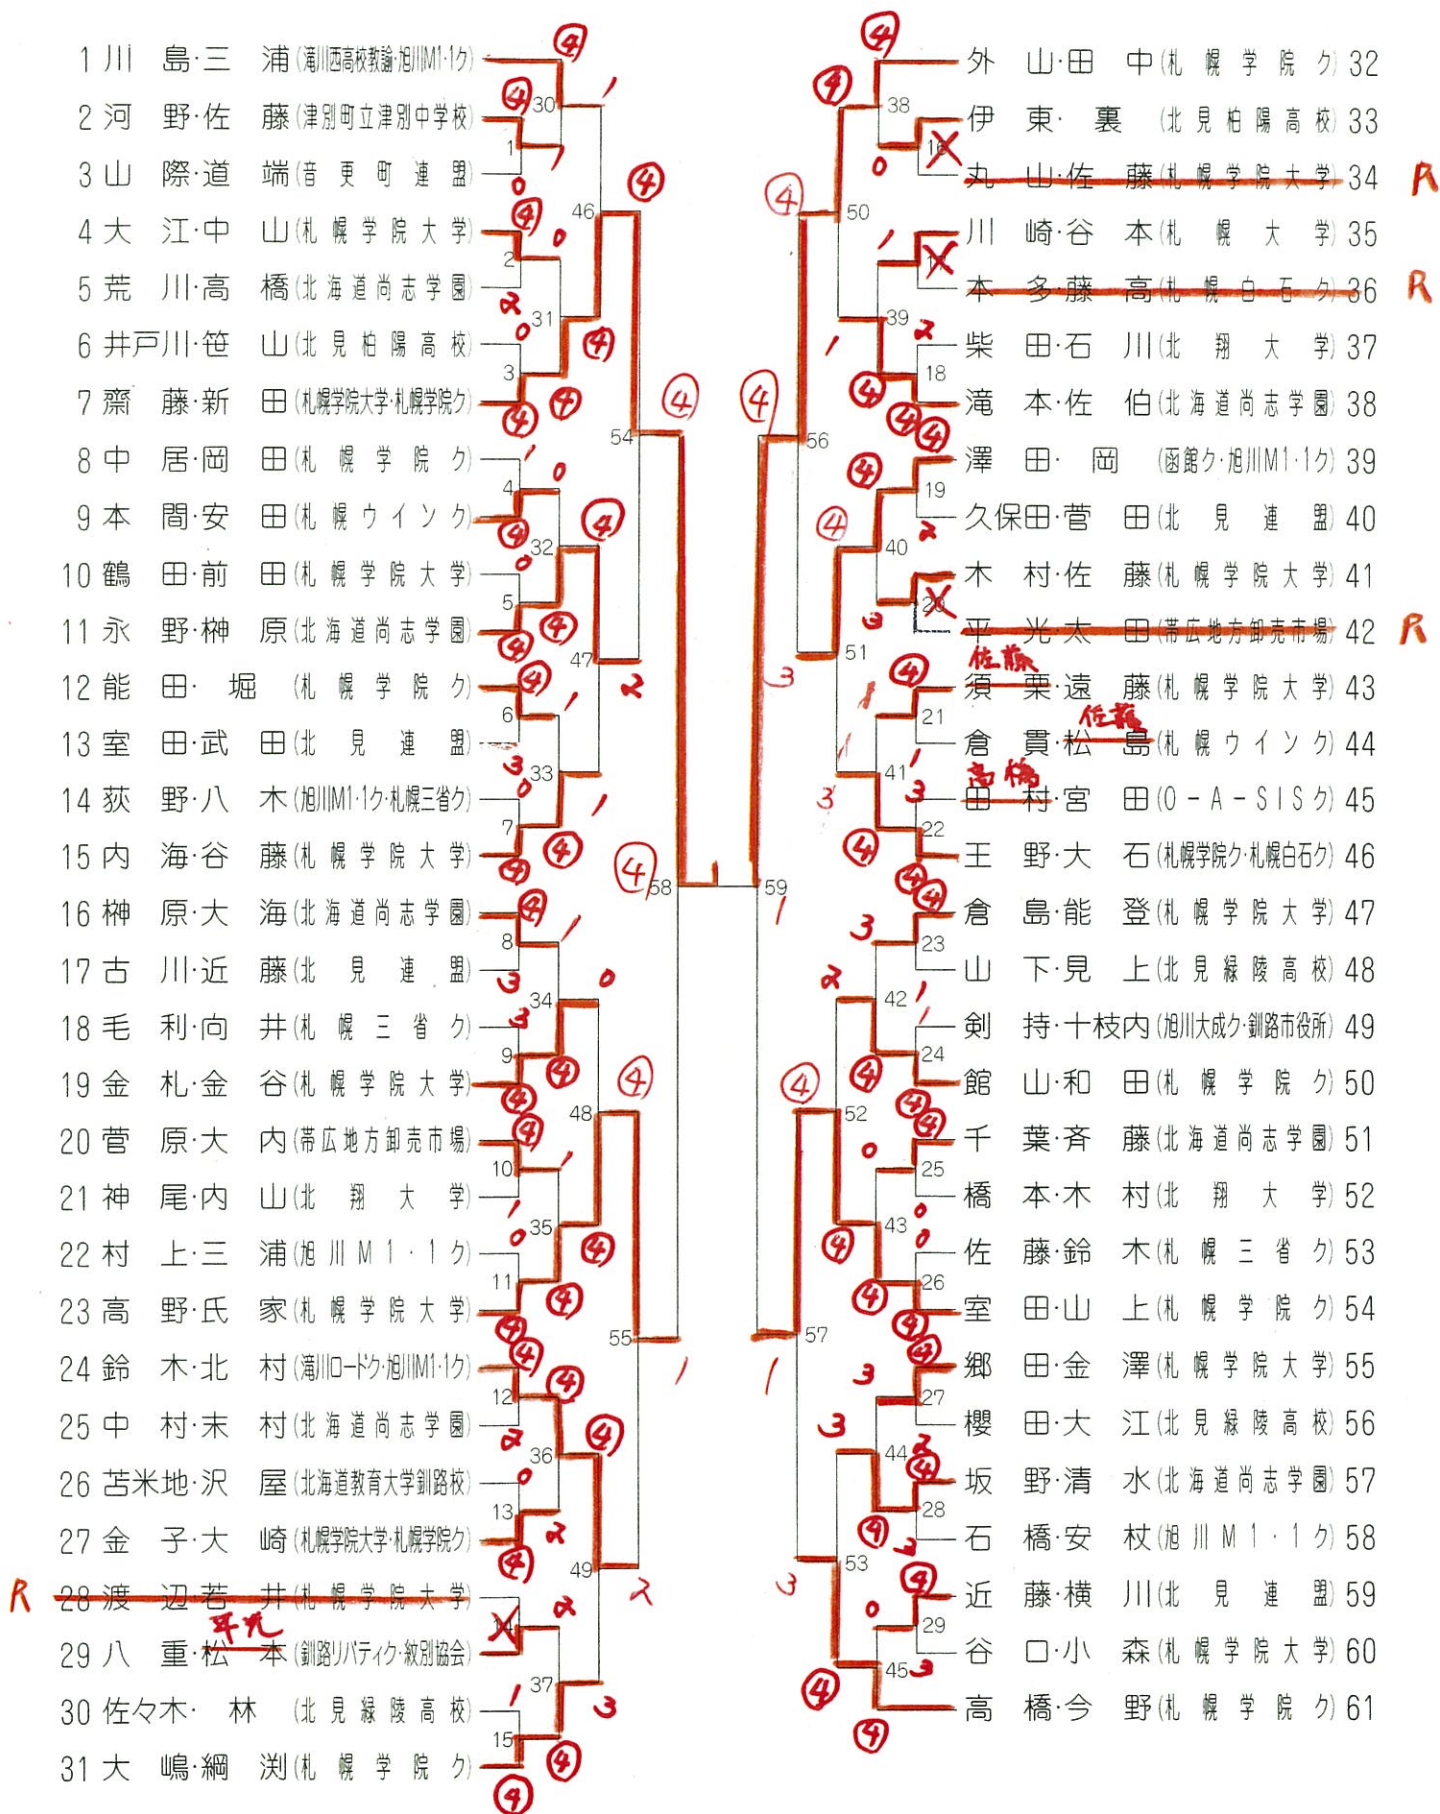 1 川島・三浦 (滝川西高校教諭・旭川M1・1ク)
2 河野・佐藤 (津別町立津別中学校)
3 山際・道端 (音更町連盟)
4 大江・中山 (札幌学院大学)
5 荒川・高橋 (北海道尚志学園)
6 井戸川・笹山 (北見柏陽高校)
7 齋藤・新田 (札幌学院大学・札幌学院ク)
8 中居・岡田 (札幌学院ク)
9 本間・安田 (札幌ウインク)
10 鶴田・前田 (札幌学院大学)
11 永野・榊原 (北海道尚志学園)
12 能田・堀 (札幌学院ク)
13 室田・武田 (北見連盟)
14 荻野・八木 (旭川M1・1ク・札幌三省ク)
15 内海・谷藤 (札幌学院大学)
16 榊原・大海 (北海道尚志学園)
17 古川・近藤 (北見連盟)
18 毛利・向井 (札幌三省ク)
19 金札・金谷 (札幌学院大学)
20 菅原・大内 (帯広地方卸売市場)
21 神尾・内山 (北翔大学)
22 村上・三浦 (旭川M1・1ク)
23 高野・氏家 (札幌学院大学)
24 鈴木・北村 (滝川ロードク・旭川M1・1ク)
25 中村・末村 (北海道尚志学園)
26 苫米地・沢屋 (北海道教育大学釧路校)
27 金子・大崎 (札幌学院大学・札幌学院ク)
R 28 渡辺・若井 (札幌学院大学)
平光
29 八重・松本 (釧路リバティク・紋別協会)
30 佐々木・林 (北見緑陵高校)
31 大嶋・綱渕 (札幌学院ク)
外山・田中 (札幌学院ク) 32
伊東・裏 (北見柏陽高校) 33
丸山・佐藤 (札幌学院大学) 34 R
川崎・谷本 (札幌大学) 35
本多・藤高 (札幌白石ク) 36 R
柴田・石川 (北翔大学) 37
滝本・佐伯 (北海道尚志学園) 38
澤田・岡 (函館ク・旭川M1・1ク) 39
久保田・菅田 (北見連盟) 40
木村・佐藤 (札幌学院大学) 41
平光・太田 (帯広地方卸売市場) 42 R
佐藤
須栗・遠藤 (札幌学院大学) 43
佐藤
倉貫・松島 (札幌ウインク) 44
高橋
田村・宮田 (O-A-SISク) 45
王野・大石 (札幌学院ク・札幌白石ク) 46
倉島・能登 (札幌学院大学) 47
山下・見上 (北見緑陵高校) 48
剣持・十枝内 (旭川大成ク・釧路市役所) 49
館山・和田 (札幌学院ク) 50
千葉・斉藤 (北海道尚志学園) 51
橋本・木村 (北翔大学) 52
佐藤・鈴木 (札幌三省ク) 53
室田・山上 (札幌学院ク) 54
郷田・金澤 (札幌学院大学) 55
櫻田・大江 (北見緑陵高校) 56
坂野・清水 (北海道尚志学園) 57
石橋・安杖 (旭川M1・1ク) 58
近藤・横川 (北見連盟) 59
谷口・小森 (札幌学院大学) 60
高橋・今野 (札幌学院ク) 61